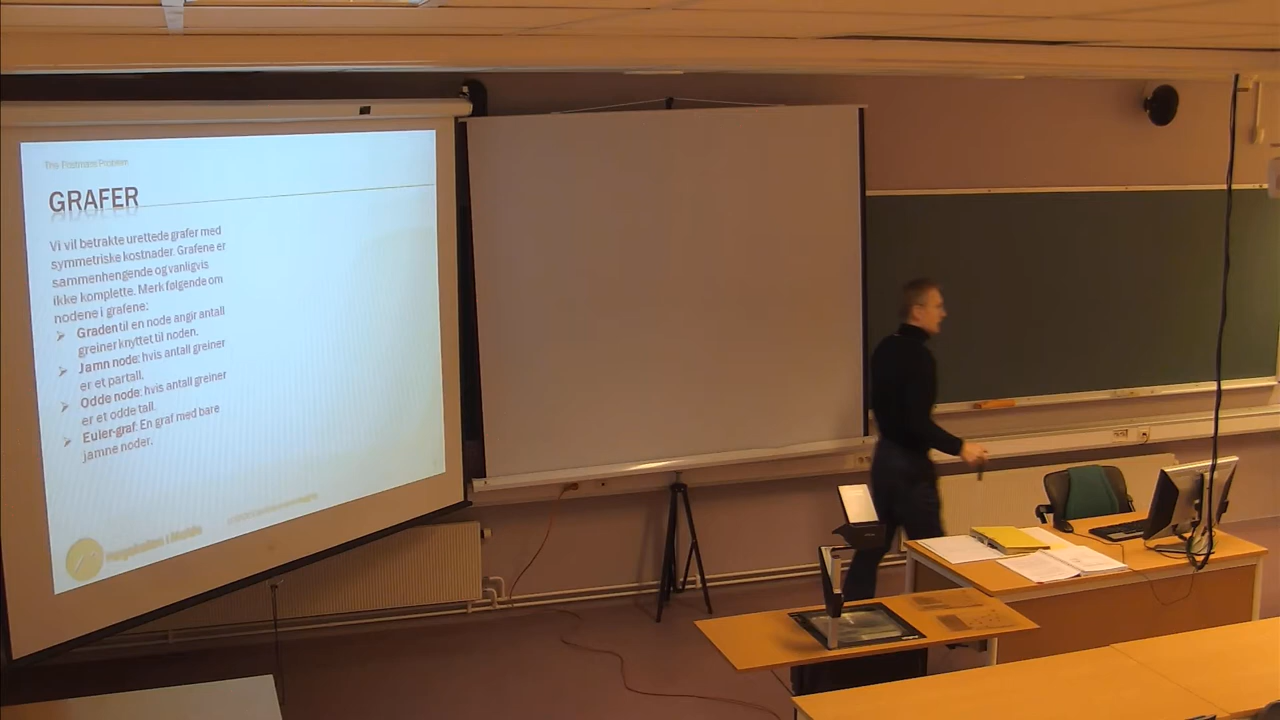 The Postmans Problem
GRAFER
Vi vil betrakte urettede grafer med
symmetriske kostnader. Grafene er
sammenhengende og vanligvis
ikke komplette. Merk følgende om
nodene i grafene:
Graden til en node angir antall
greiner knyttet til noden.
Jamn node: hvis antall greiner
er et partall.
Odde node: hvis antall greiner
er et odde tall.
Euler-graf: En graf med bare
jamne noder.
Høgskolen i Molde